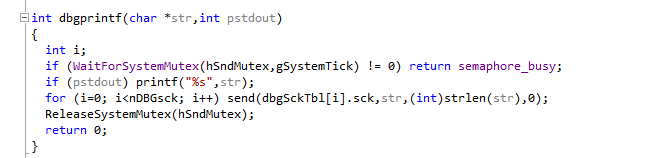 int dbgprintf(char *str,int pstdout)
{
int i;
if (WaitForSystemMutex(hSndMutex,gSystemTick) != 0) return semaphore_busy;
if (pstdout) printf("%s",str);
for (i=0; i<nDBGsck; i++) send(dbgSckTbl[i].sck,str,(int)strlen(str),0);
ReleaseSystemMutex(hSndMutex);
return 0;
}